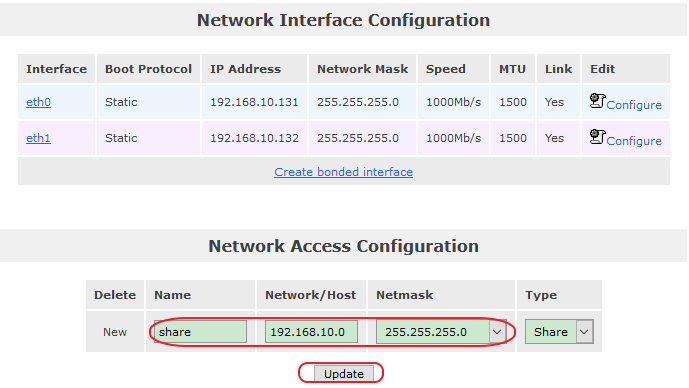 Network Interface Configuration
Interface Boot Protocol IP Address Network Mask Speed MTU Link Edit
eth0 Static 192.168.10.131 255.255.255.0 1000Mb/s 1500 Yes Configure
eth1 Static 192.168.10.132 255.255.255.0 1000Mb/s 1500 Yes Configure
Create bonded interface
Network Access Configuration
Delete Name Network/Host Netmask Type
New share 192.168.10.0 255.255.255.0 Share
Update